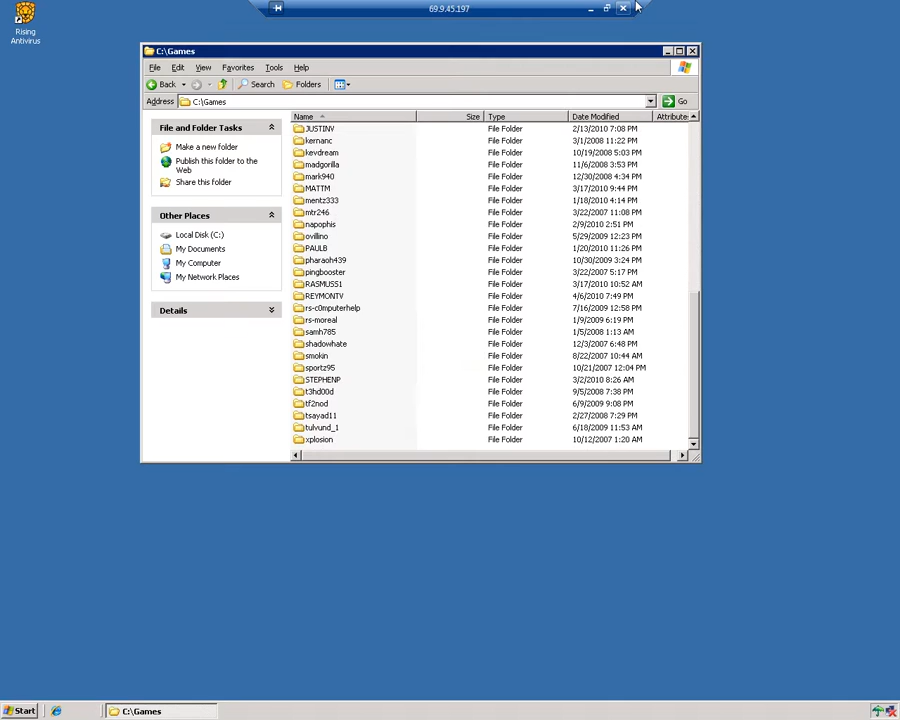 69.9.45.197
Rising
Antivirus
C:\Games
File Edit View Favorites Tools Help
Back Search Folders
Address C:\Games Go
File and Folder Tasks
Make a new folder
Publish this folder to the
Web
Share this folder
Other Places
Local Disk (C:)
My Documents
My Computer
My Network Places
Details
Name Size Type Date Modified Attributes
JUSTINV File Folder 2/13/2010 7:08 PM
kernanc File Folder 3/1/2008 11:22 PM
kevdream File Folder 10/19/2008 5:03 PM
madgorilla File Folder 11/6/2008 3:53 PM
mark940 File Folder 12/30/2008 4:34 PM
MATTM File Folder 3/17/2010 9:44 PM
mentz333 File Folder 1/18/2010 4:14 PM
mtr246 File Folder 3/22/2007 11:08 PM
napophis File Folder 2/9/2010 2:51 PM
ovillino File Folder 5/29/2009 12:23 PM
PAULB File Folder 1/20/2010 11:26 PM
pharaoh439 File Folder 10/30/2009 3:24 PM
pingbooster File Folder 3/22/2007 5:17 PM
RASMUSS1 File Folder 3/17/2010 10:52 AM
REYMONTV File Folder 4/6/2010 7:49 PM
rs-c0mputerhelp File Folder 7/16/2009 12:58 PM
rs-moreal File Folder 1/9/2009 6:19 PM
samh785 File Folder 1/5/2008 1:13 AM
shadowhate File Folder 12/3/2007 6:48 PM
smokin File Folder 8/22/2007 10:44 AM
sportz95 File Folder 10/21/2007 12:04 PM
STEPHENP File Folder 3/2/2010 8:26 AM
t3hd00d File Folder 9/5/2008 7:38 PM
tf2nod File Folder 6/9/2009 9:08 PM
tsayad11 File Folder 2/27/2008 7:29 PM
tulvund_1 File Folder 6/18/2009 11:53 AM
xplosion File Folder 10/12/2007 1:20 AM
Start C:\Games